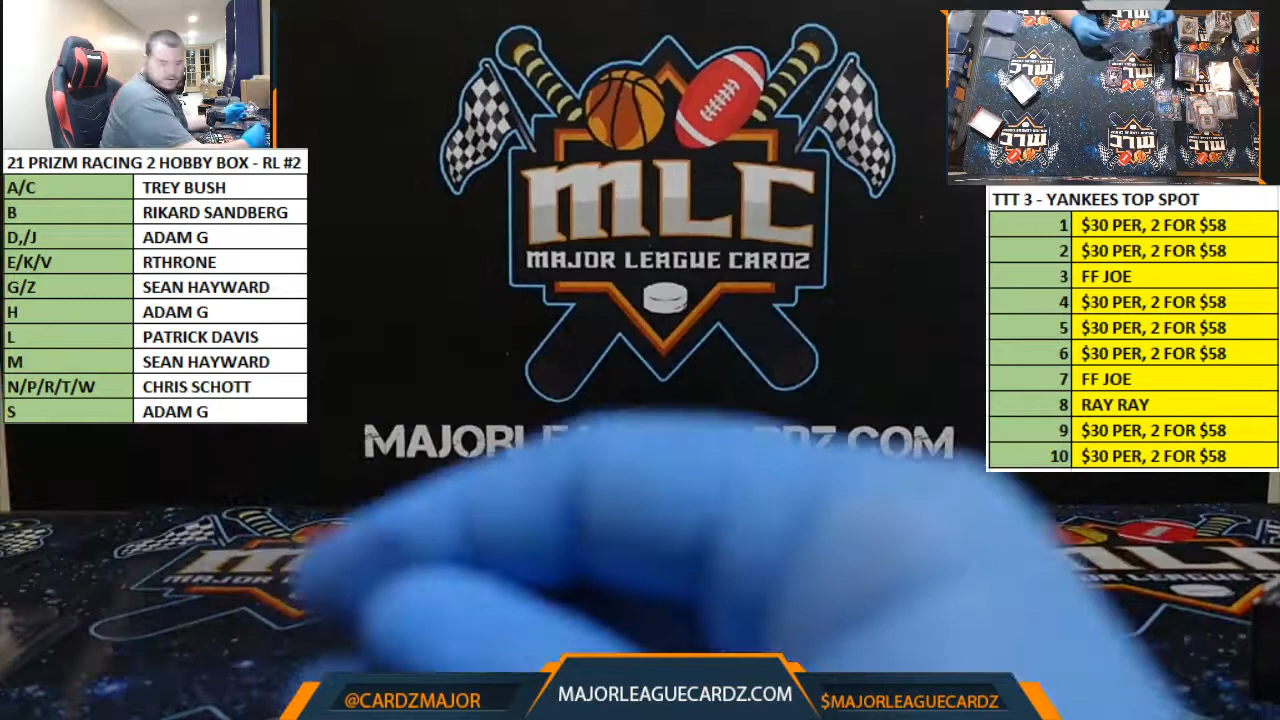 21 PRIZM RACING 2 HOBBY BOX - RL #2
A/C TREY BUSH
B RIKARD SANDBERG
D,/J ADAM G
E/K/V RTHRONE
G/Z SEAN HAYWARD
H ADAM G
L PATRICK DAVIS
M SEAN HAYWARD
N/P/R/T/W CHRIS SCHOTT
S ADAM G
MLC
MAJOR LEAGUE CARDZ
TTT 3 - YANKEES TOP SPOT
1 $30 PER, 2 FOR $58
2 $30 PER, 2 FOR $58
3 FF JOE
4 $30 PER, 2 FOR $58
5 $30 PER, 2 FOR $58
6 $30 PER, 2 FOR $58
7 FF JOE
8 RAY RAY
9 $30 PER, 2 FOR $58
10 $30 PER, 2 FOR $58
@CARDZMAJOR
MAJORLEAGUECARDZ.COM
$MAJORLEAGUECARDZ